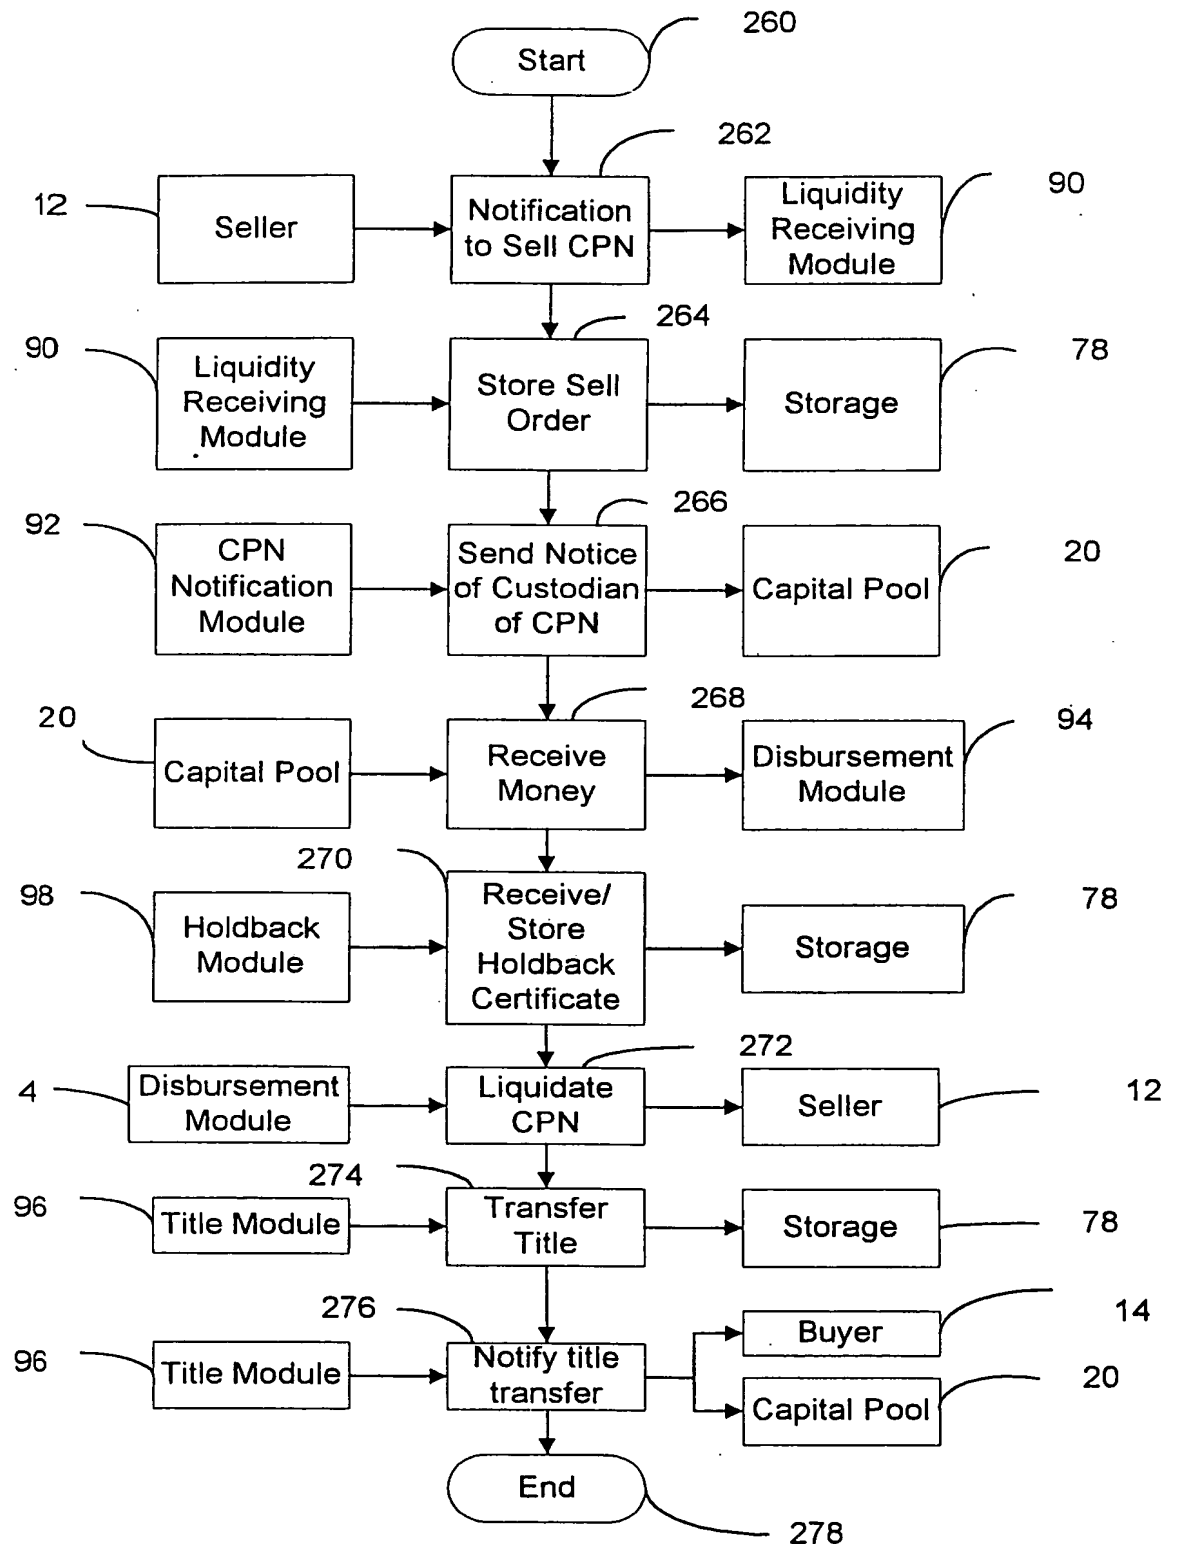 260
Start
262
12
Seller
Notification
to Sell CPN
Liquidity
Receiving
Module
90
264
90
Liquidity
Receiving
Module
Store Sell
Order
Storage
78
266
92
CPN
Notification
Module
Send Notice
of Custodian
of CPN
Capital Pool
20
268
20
Capital Pool
Receive
Money
Disbursement
Module
94
270
98
Holdback
Module
Receive/
Store
Holdback
Certificate
Storage
78
272
4
Disbursement
Module
Liquidate
CPN
Seller
12
274
96
Title Module
Transfer
Title
Storage
78
276
96
Title Module
Notify title
transfer
Buyer
14
Capital Pool
20
End
278